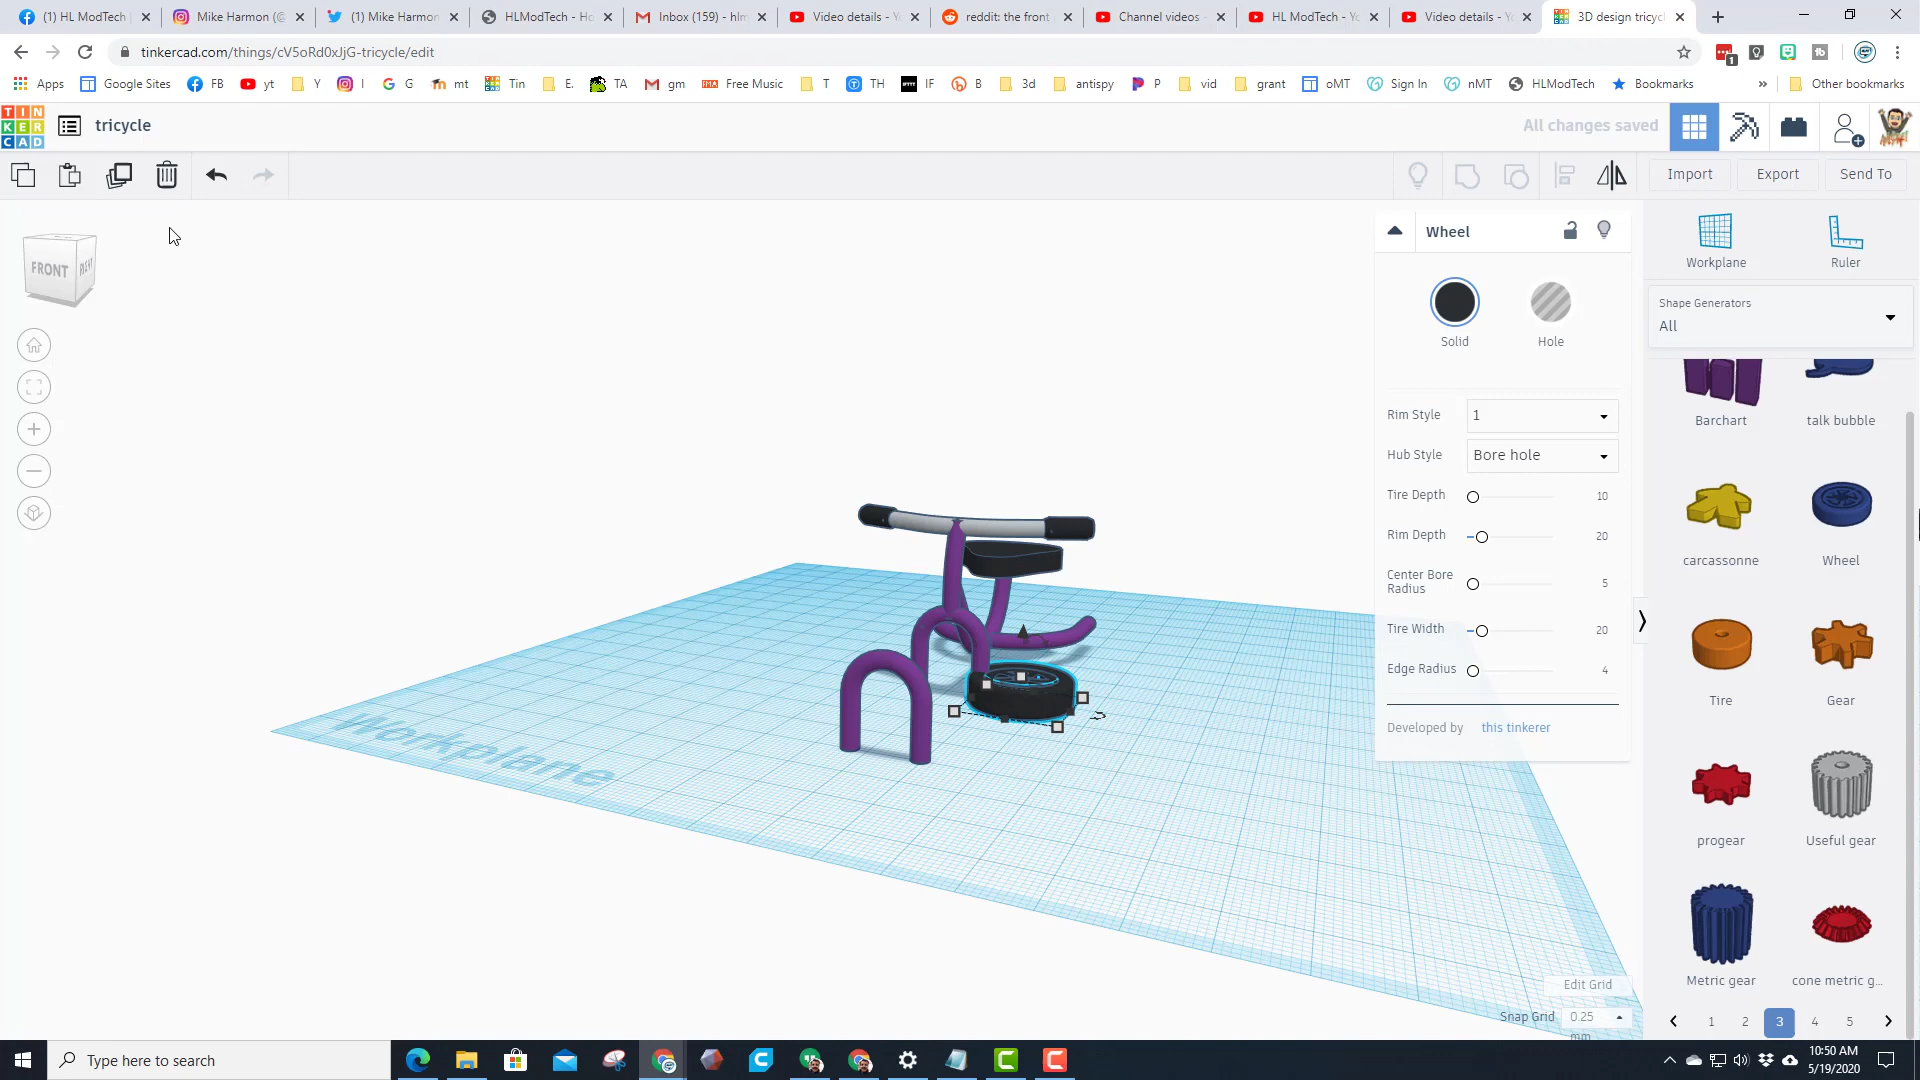 (1) HL ModTech |
Mike Harmon (@
(1) Mike Harmon
HLModTech - Ho
Inbox (159) - hlm
Video details - Yo
reddit: the front
Channel videos -
HL ModTech - Yo
Video details - Yo
3D design tricycl
tinkercad.com/things/cV5oRd0xJjG-tricycle/edit
1
Apps
Google Sites
FB
yt
Y
I
G
mt
Tin
E.
TA
gm
Free Music
T
TH
IF
B
3d
antispy
P
vid
grant
oMT
Sign In
nMT
HLModTech
Bookmarks
»
Other bookmarks
TIN
KER
CAD
tricycle
All changes saved
Import
Export
Send To
FRONT
RIGHT
Workplane
Wheel
Solid
Hole
Rim Style
1
Hub Style
Bore hole
Tire Depth
10
Rim Depth
20
Center Bore
Radius
5
Tire Width
20
Edge Radius
4
Developed by
this tinkerer
Workplane
Ruler
Shape Generators
All
Barchart
talk bubble
carcassonne
Wheel
Tire
Gear
progear
Useful gear
Metric gear
cone metric g...
1
2
3
4
5
Edit Grid
Snap Grid
0.25
mm
Type here to search
10:50 AM
5/19/2020